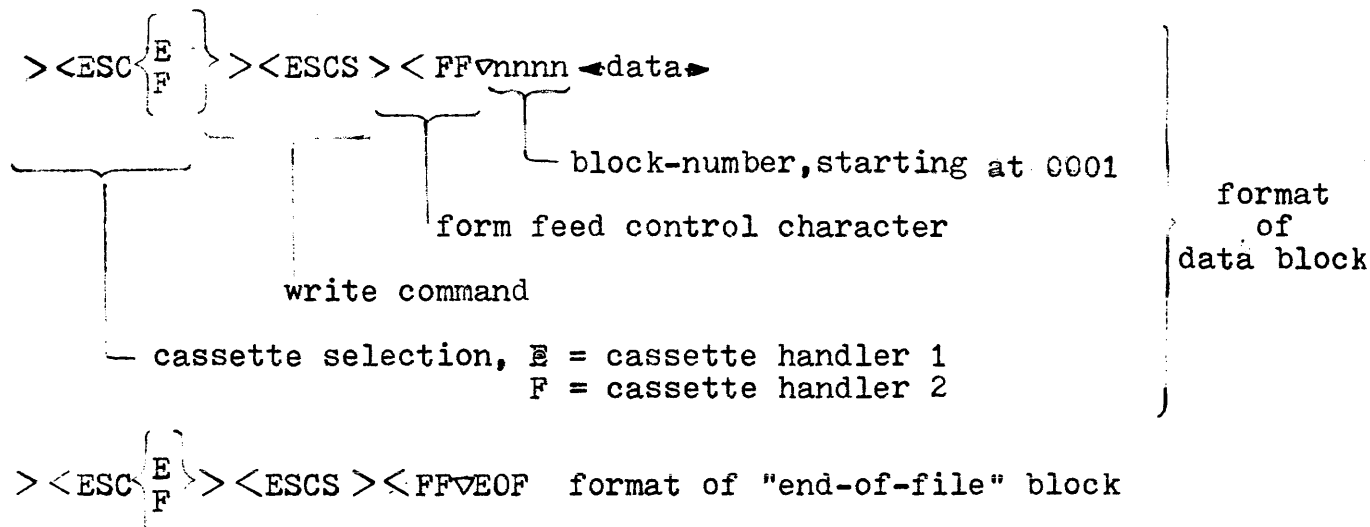 ><ESC{E
F}><ESCS><FF▽nnnn ◄data►
block-number,starting at 0001
form feed control character
write command
cassette selection, E = cassette handler 1
F = cassette handler 2
format
of
data block
><ESC{E
F}><ESCS><FF▽EOF format of "end-of-file" block